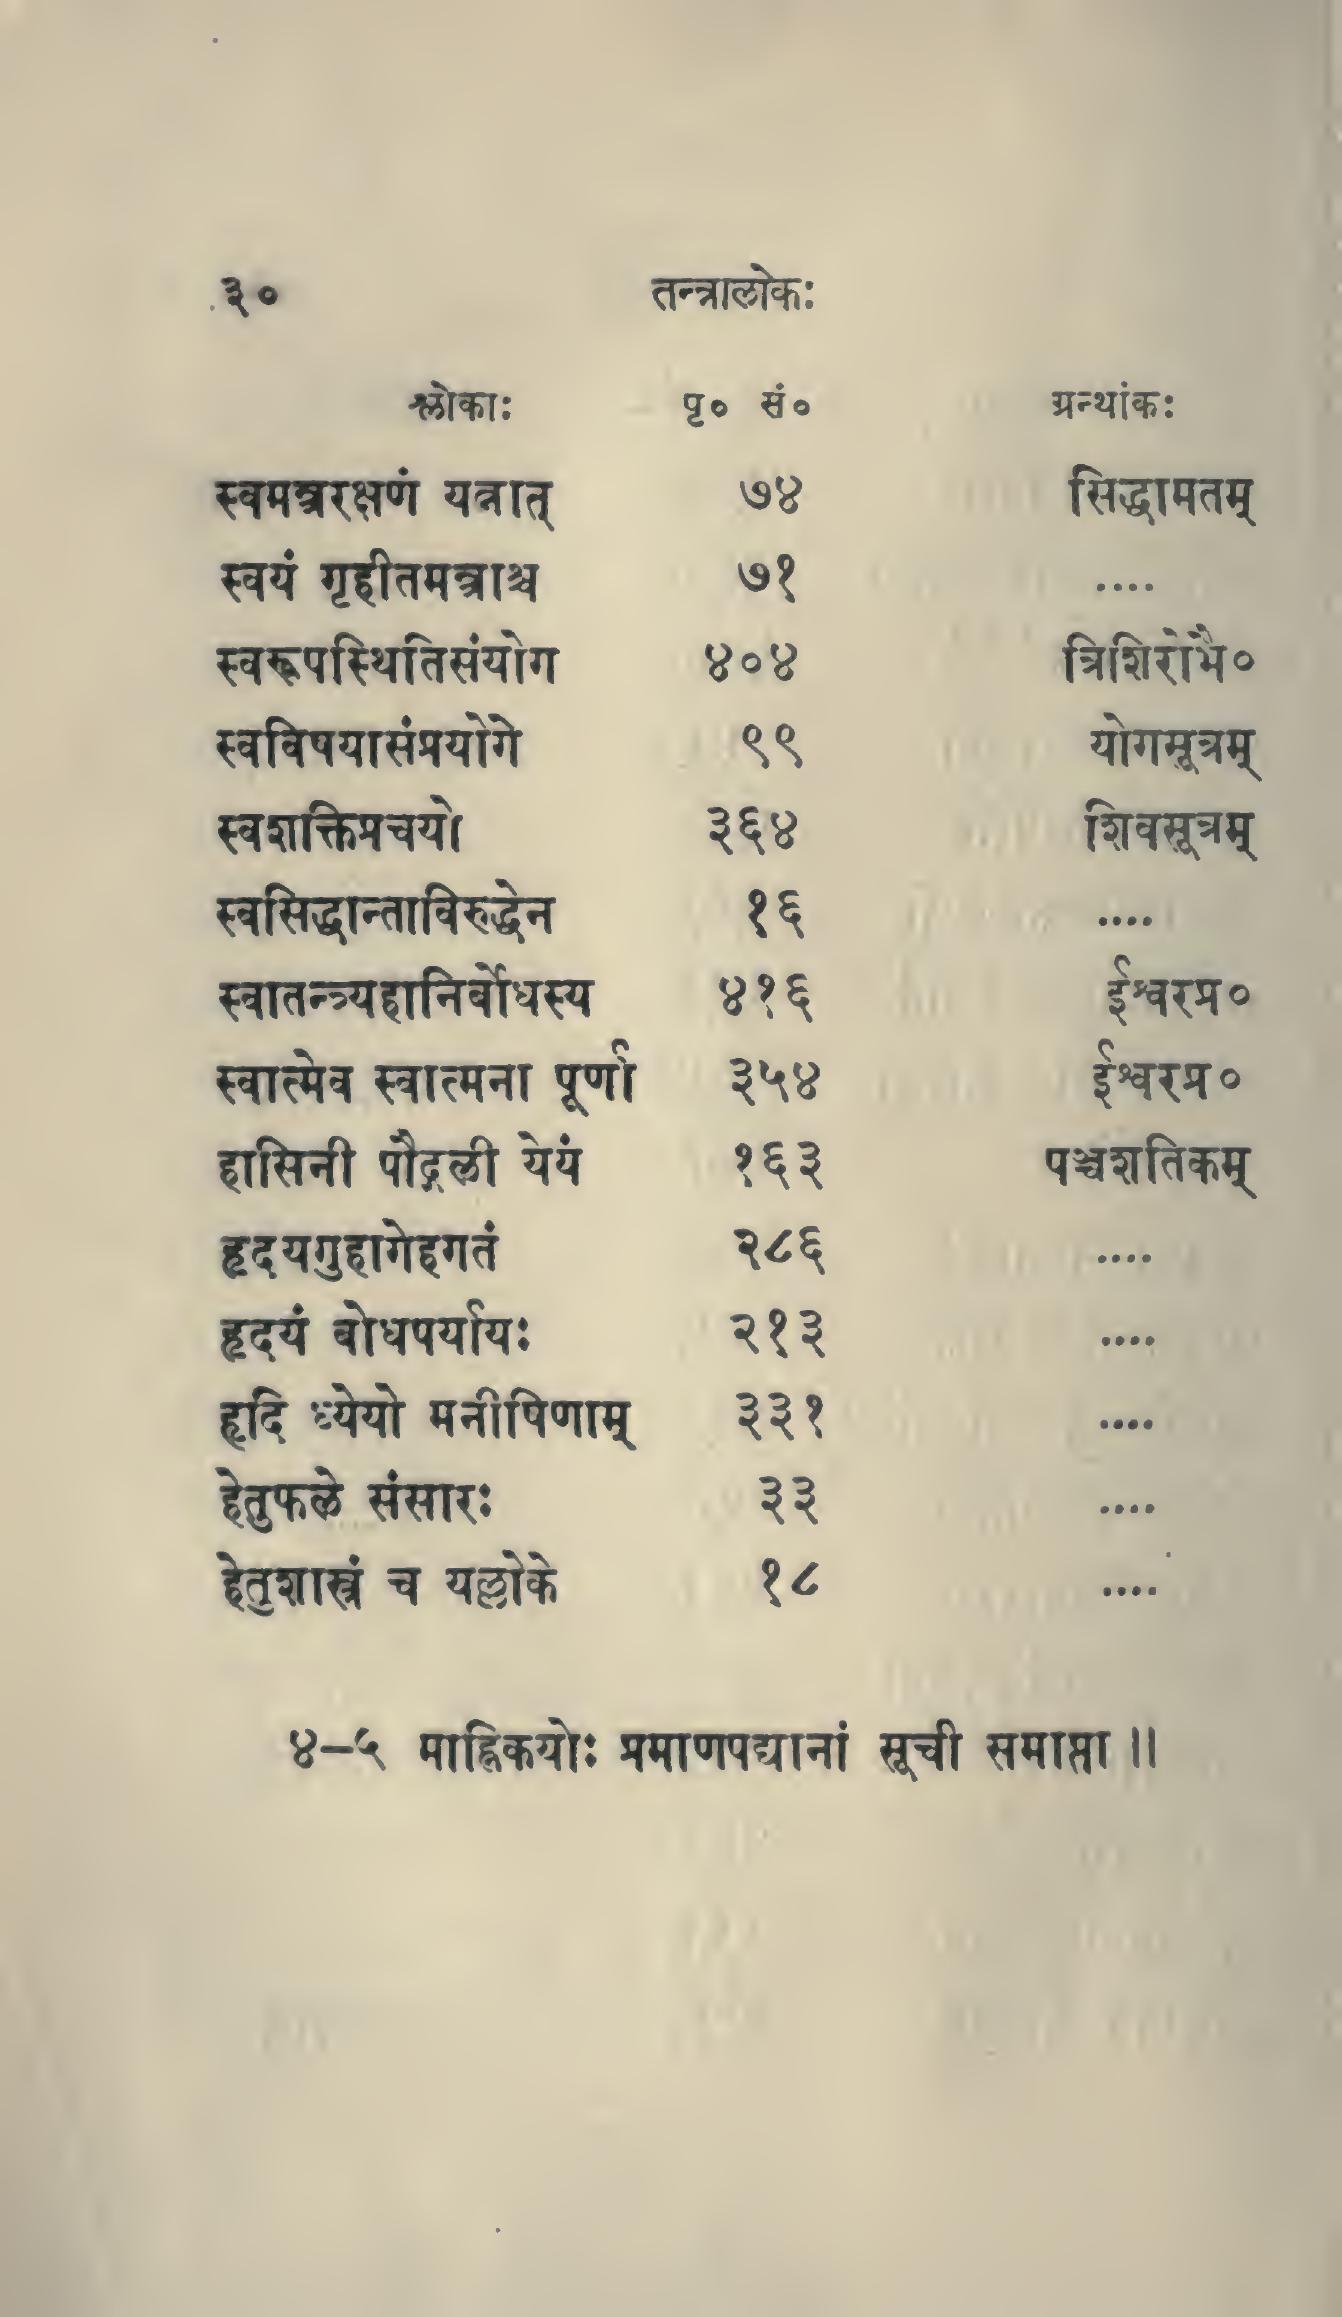 ३० तन्त्रालोकः
श्लोकाः पृ० सं० ग्रन्थांकः
स्वमन्त्ररक्षणं यत्नात् ७४ सिद्धामतम्
स्वयं गृहीतमन्त्राश्च ७१ ....
स्वरूपस्थितिसंयोग ४०४ त्रिशिरोभै०
स्वविषयासंप्रयोगे ९९ योगसूत्रम्
स्वशक्तिप्रचयो ३६४ शिवसूत्रम्
स्वसिद्धान्ताविरुद्धेन १६ ....
स्वातन्त्र्यहानिर्बोधस्य ४१६ ईश्वरप्र०
स्वात्मेव स्वात्मना पूर्णा ३५४ ईश्वरप्र०
हासिनी पौद्गली येयं १६३ पञ्चशतिकम्
हृदयगुहागेहगतं २८६ ....
हृदयं बोधपर्यायः २१३ ....
हृदि ध्येयो मनीषिणाम् ३३१ ....
हेतुफले संसारः ३३ ....
हेतुशास्त्रं च यल्लोके १८ ....
४-५ माह्निकयोः प्रमाणपद्यानां सूची समाप्ता ॥